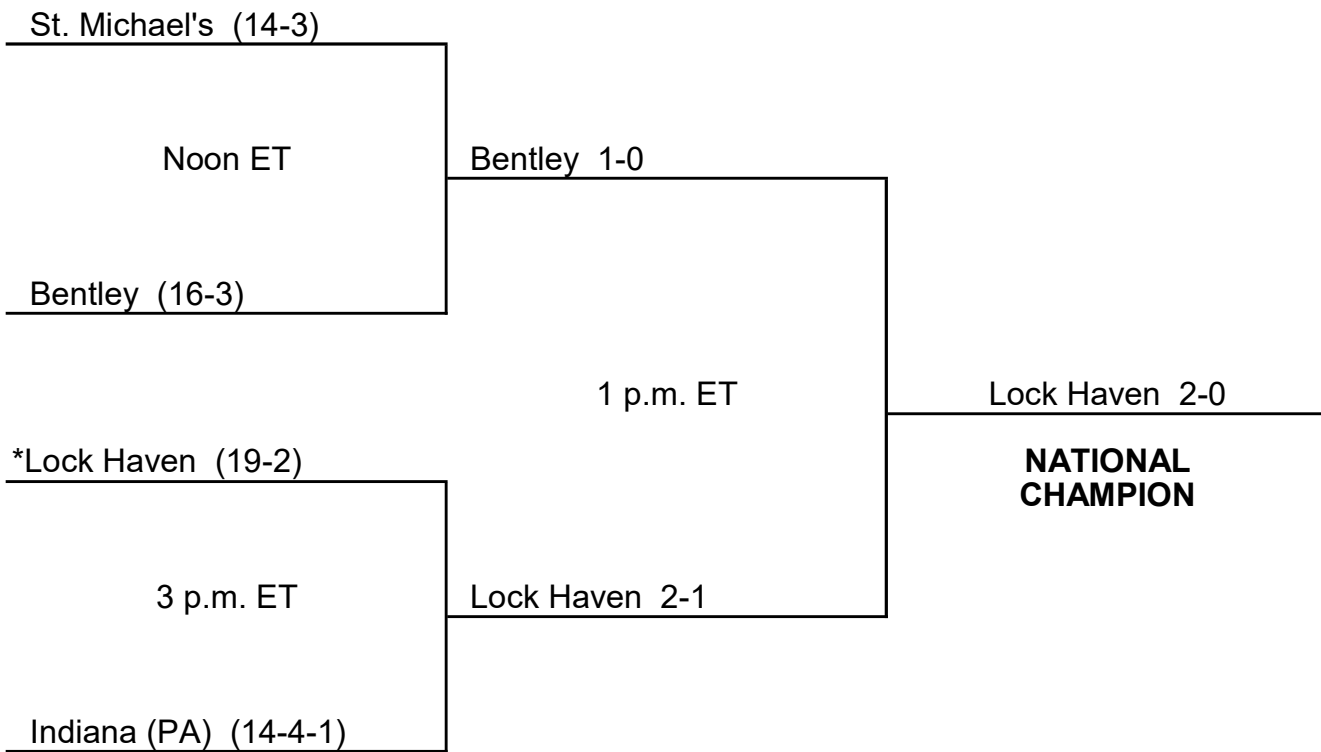 St. Michael's (14-3)
Noon ET
Bentley 1-0
Bentley (16-3)
1 p.m. ET
Lock Haven 2-0
*Lock Haven (19-2)
NATIONAL
CHAMPION
3 p.m. ET
Lock Haven 2-1
Indiana (PA) (14-4-1)